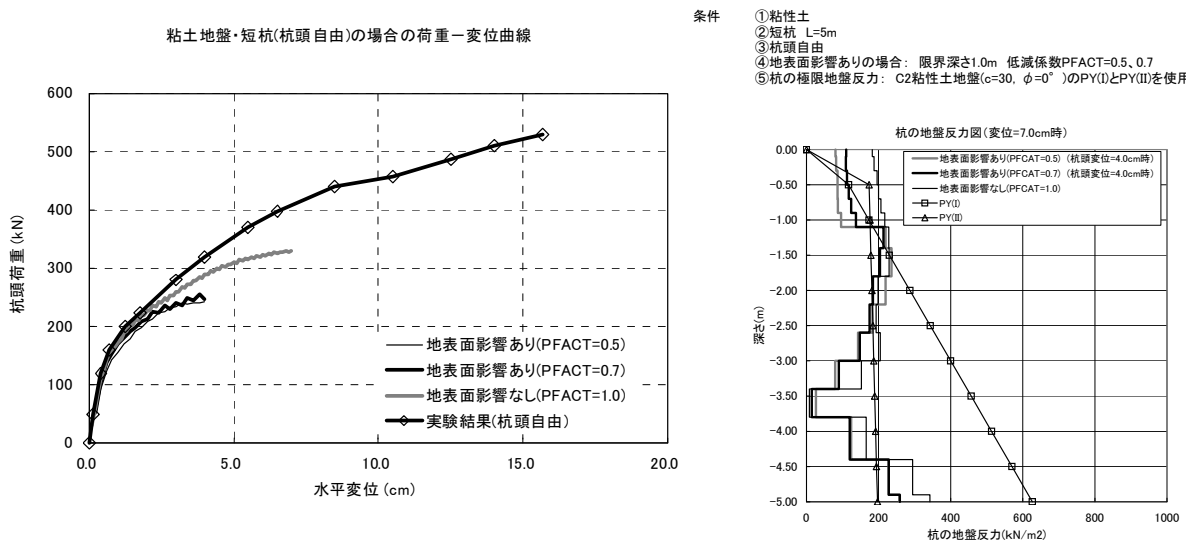 粘土地盤・短杭(杭頭自由)の場合の荷重－変位曲線
600
500
400
300
200
100
0
杭頭荷重(kN)
地表面影響あり(PFACT=0.5)
地表面影響あり(PFACT=0.7)
地表面影響なし(PFACT=1.0)
実験結果(杭頭自由)
0.0
5.0
10.0
15.0
20.0
水平変位(cm)
条件
①粘性土
②短杭 L=5m
③杭頭自由
④地表面影響ありの場合: 限界深さ1.0m 低減係数PFACT=0.5、0.7
⑤杭の極限地盤反力: C2粘性土地盤(c=30, φ=0°)のPY(I)とPY(II)を使用
杭の地盤反力図(変位=7.0cm時)
地表面影響あり(PFCAT=0.5) (杭頭変位=4.0cm時)
地表面影響あり(PFCAT=0.7) (杭頭変位=4.0cm時)
地表面影響なし(PFCAT=1.0)
PY(I)
PY(II)
0.00
-0.50
-1.00
-1.50
-2.00
-2.50
-3.00
-3.50
-4.00
-4.50
-5.00
深さ(m)
0
200
400
600
800
1000
杭の地盤反力(kN/m2)